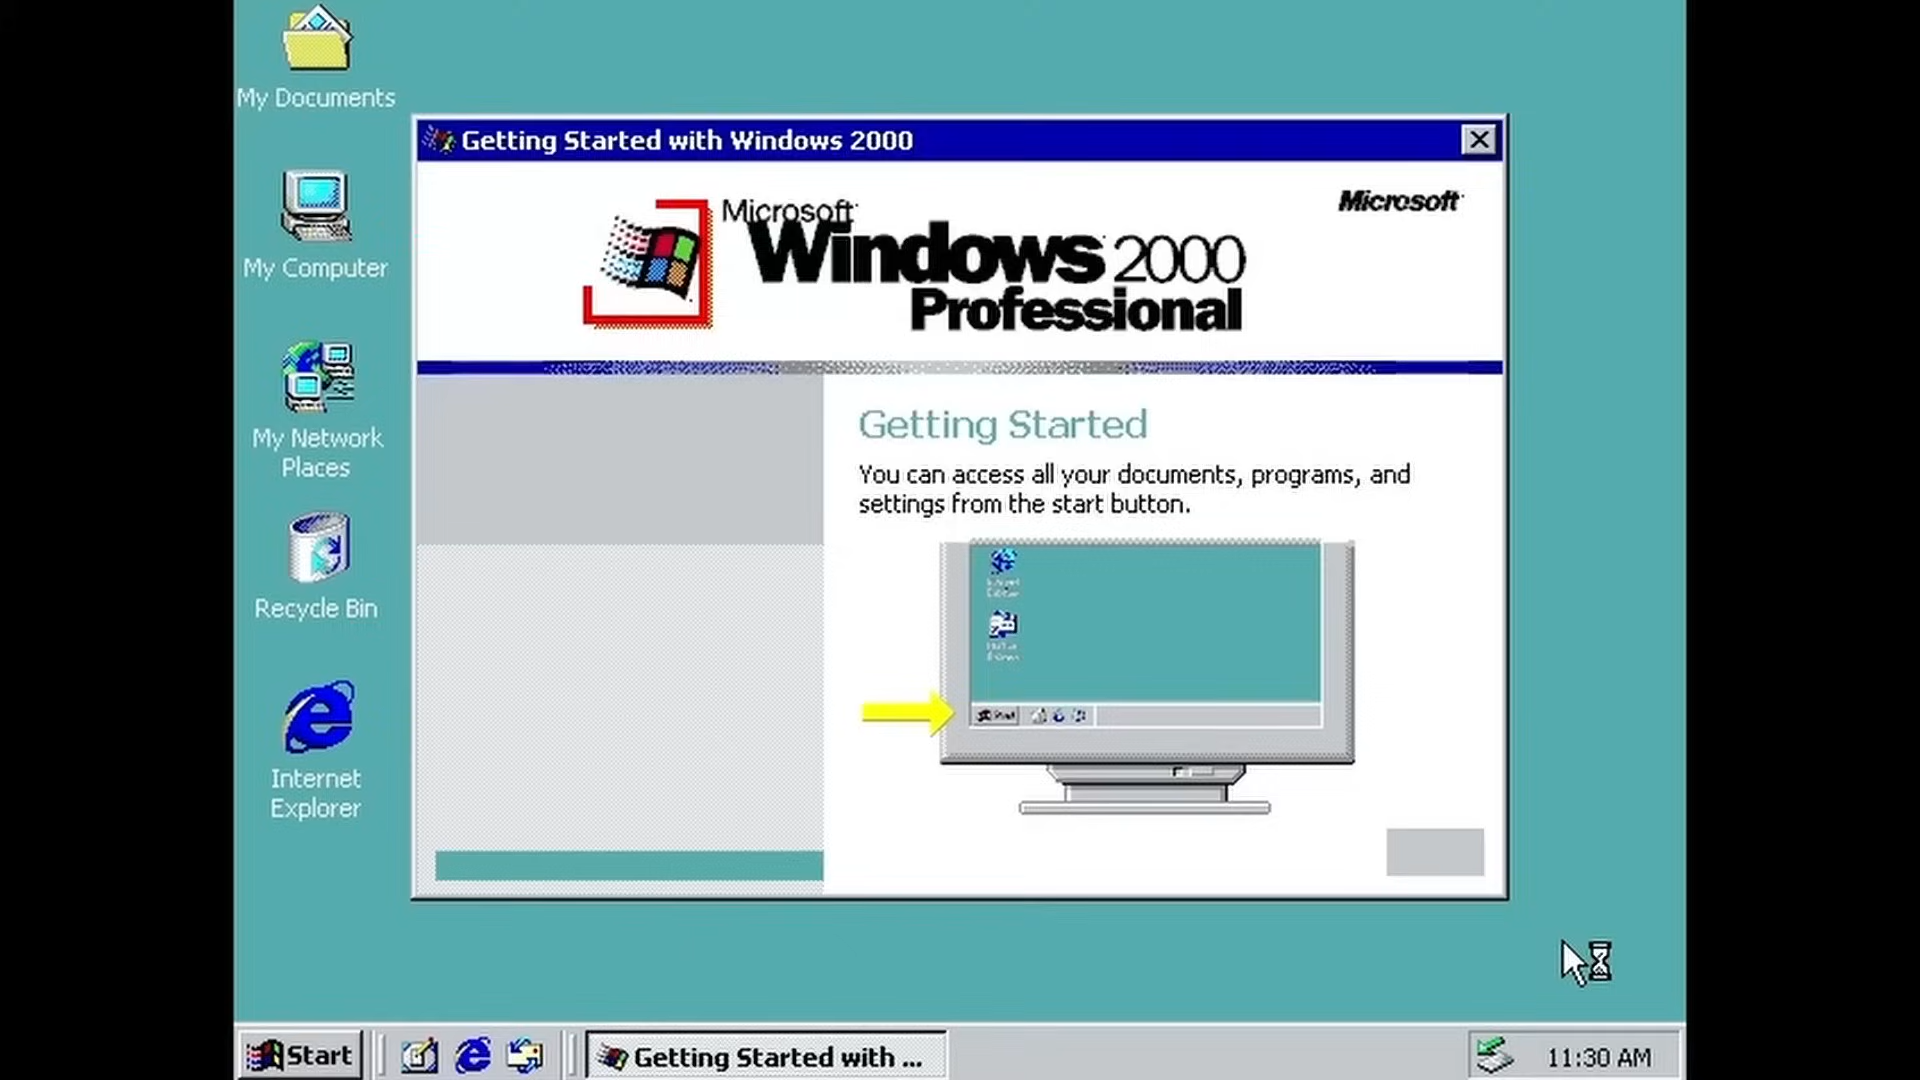 My Documents
My Computer
My Network
Places
Recycle Bin
Internet
Explorer
Getting Started with Windows 2000
Microsoft
Windows 2000
Professional
Microsoft
Getting Started
You can access all your documents, programs, and
settings from the start button.
Start
Start
Getting Started with ...
11:30 AM